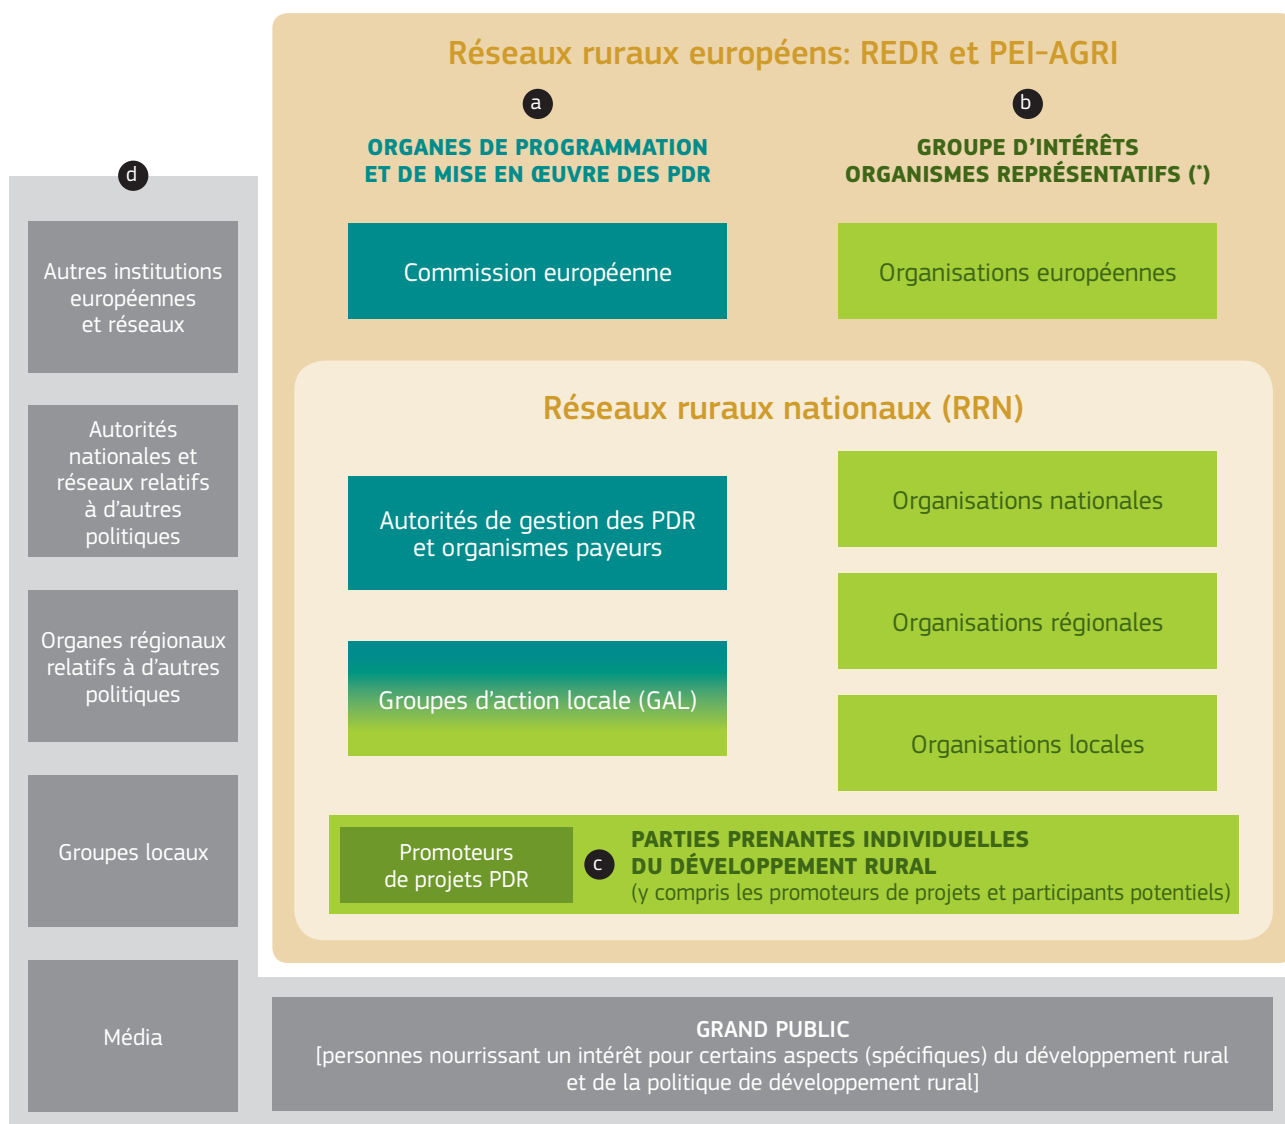 Réseaux ruraux européens: REDR et PEI-AGRI
a
ORGANES DE PROGRAMMATION
ET DE MISE EN ŒUVRE DES PDR
b
GROUPE D'INTÉRÊTS
ORGANISMES REPRÉSENTATIFS (*)
Commission européenne
Organisations européennes
Réseaux ruraux nationaux (RRN)
Autorités de gestion des PDR
et organismes payeurs
Groupes d'action locale (GAL)
Organisations nationales
Organisations régionales
Organisations locales
Promoteurs
de projets PDR
c
PARTIES PRENANTES INDIVIDUELLES
DU DÉVELOPPEMENT RURAL
(y compris les promoteurs de projets et participants potentiels)
d
Autres institutions
européennes
et réseaux
Autorités
nationales et
réseaux relatifs
à d'autres
politiques
Organes régionaux
relatifs à d'autres
politiques
Groupes locaux
Média
GRAND PUBLIC
[personnes nourrissant un intérêt pour certains aspects (spécifiques) du développement rural
et de la politique de développement rural]